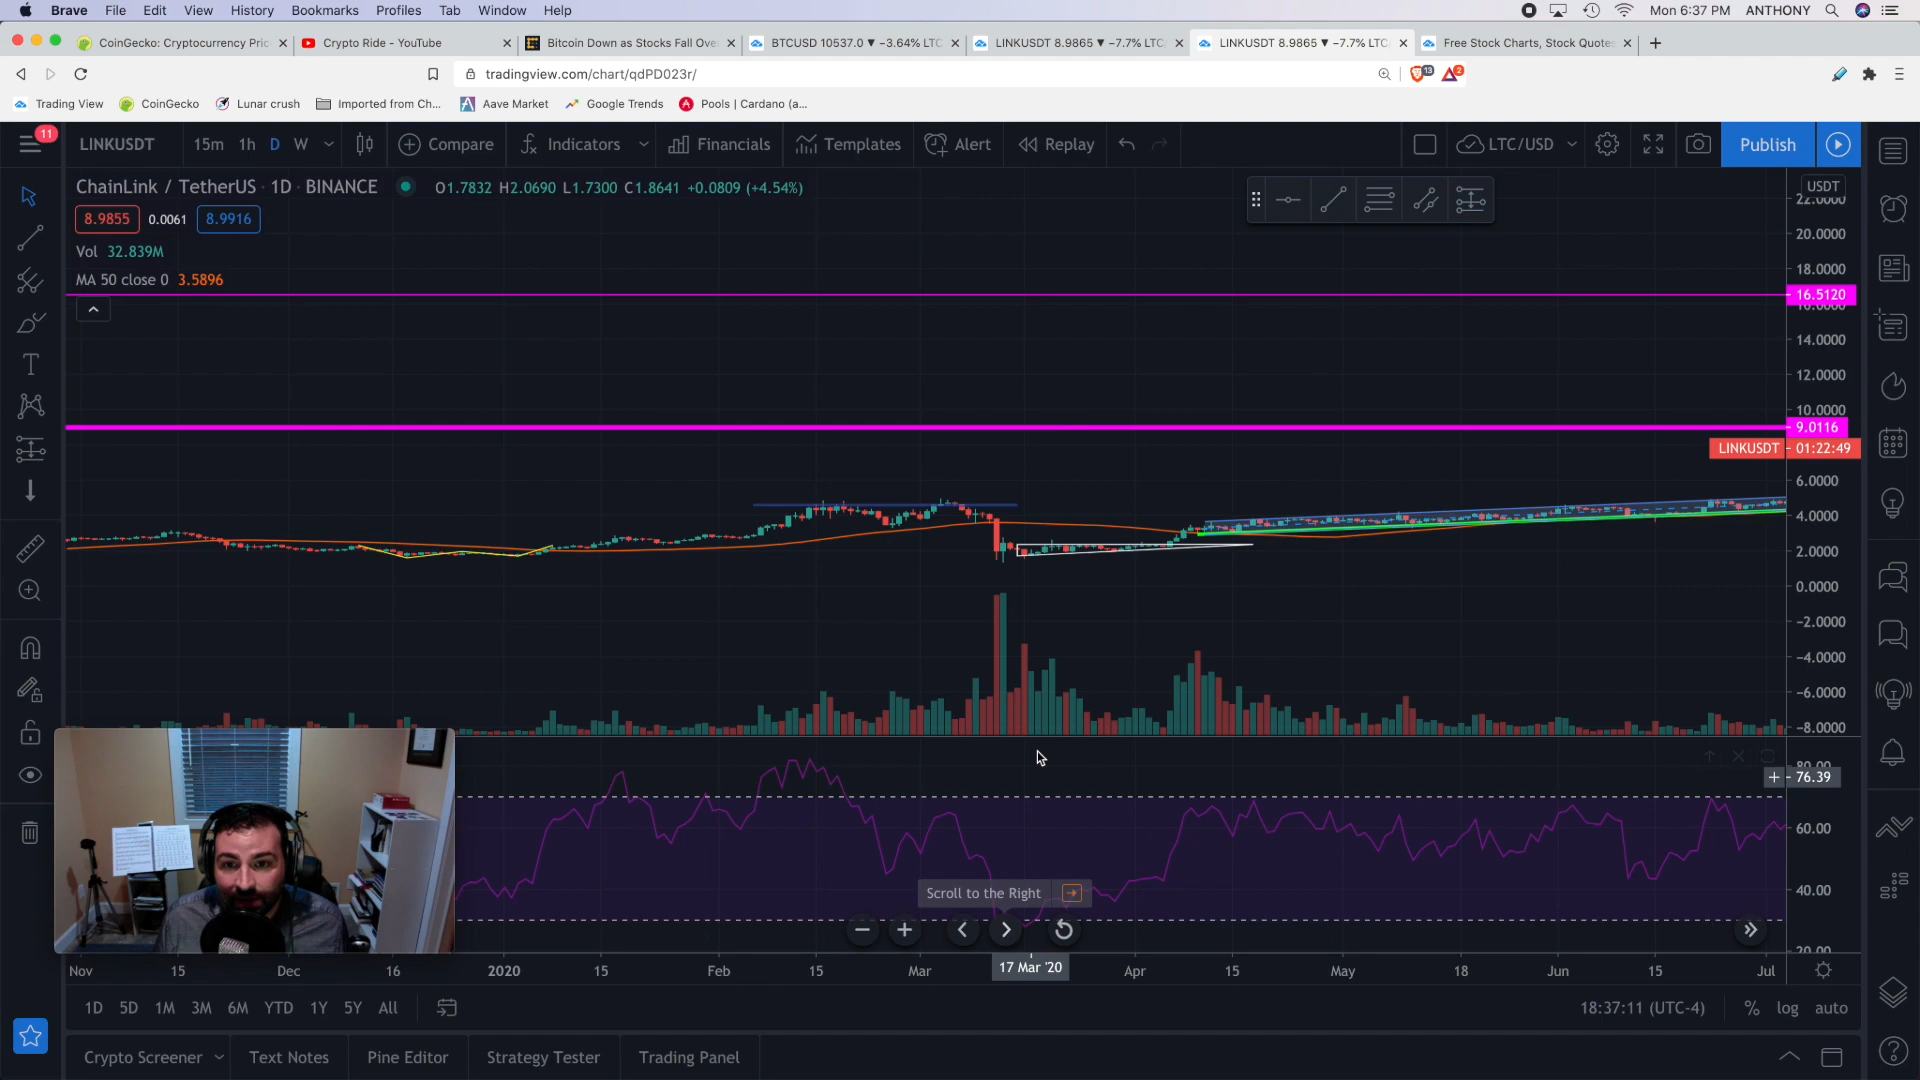 Brave File Edit View History Bookmarks Profiles Tab Window Help
Mon 6:37 PM ANTHONY
CoinGecko: Cryptocurrency Pric
Crypto Ride - YouTube
Bitcoin Down as Stocks Fall Ove
BTCUSD 10537.0 ▼ −3.64% LTC
LINKUSDT 8.9865 ▼ −7.7% LTC
LINKUSDT 8.9865 ▼ −7.7% LTC
Free Stock Charts, Stock Quotes
tradingview.com/chart/qdPD023r/
13
2
Trading View
CoinGecko
Lunar crush
Imported from Ch...
Aave Market
Google Trends
Pools | Cardano (a...
11
LINKUSDT 15m 1h D W
Compare
Indicators
Financials
Templates
Alert
Replay
LTC/USD
Publish
ChainLink / TetherUS · 1D · BINANCE
O1.7832 H2.0690 L1.7300 C1.8641 +0.0809 (+4.54%)
8.9855 0.0061 8.9916
Vol 32.839M
MA 50 close 0 3.5896
USDT
22.0000
20.0000
18.0000
16.5120
14.0000
12.0000
10.0000
9.0116
LINKUSDT 01:22:49
6.0000
4.0000
2.0000
0.0000
−2.0000
−4.0000
−6.0000
−8.0000
80.00
76.39
60.00
40.00
20.00
Scroll to the Right
Nov 15 Dec 16 2020 15 Feb 15 Mar 17 Mar '20 Apr 15 May 18 Jun 15 Jul
1D 5D 1M 3M 6M YTD 1Y 5Y All
18:37:11 (UTC-4) % log auto
Crypto Screener Text Notes Pine Editor Strategy Tester Trading Panel